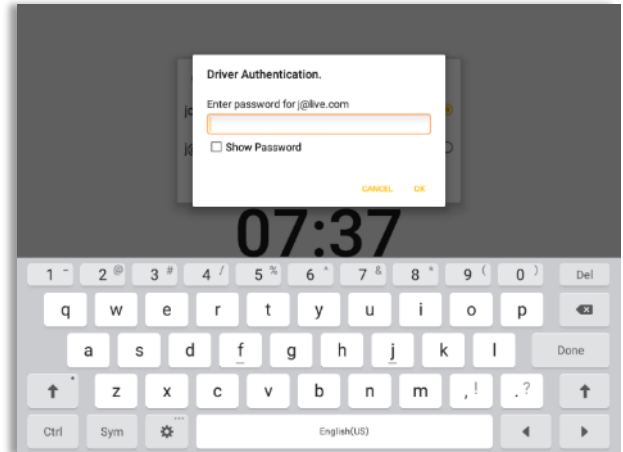 Driver Authentication.
Enter password for j@live.com
Show Password
CANCEL OK
07:37
1 - 2 @ 3 # 4 / 5 % 6 ^ 7 & 8 * 9 ( 0 ) Del
q w e r t y u i o p
a s d f g h j k l Done
z x c v b n m , ! . ?
Ctrl Sym English(US)